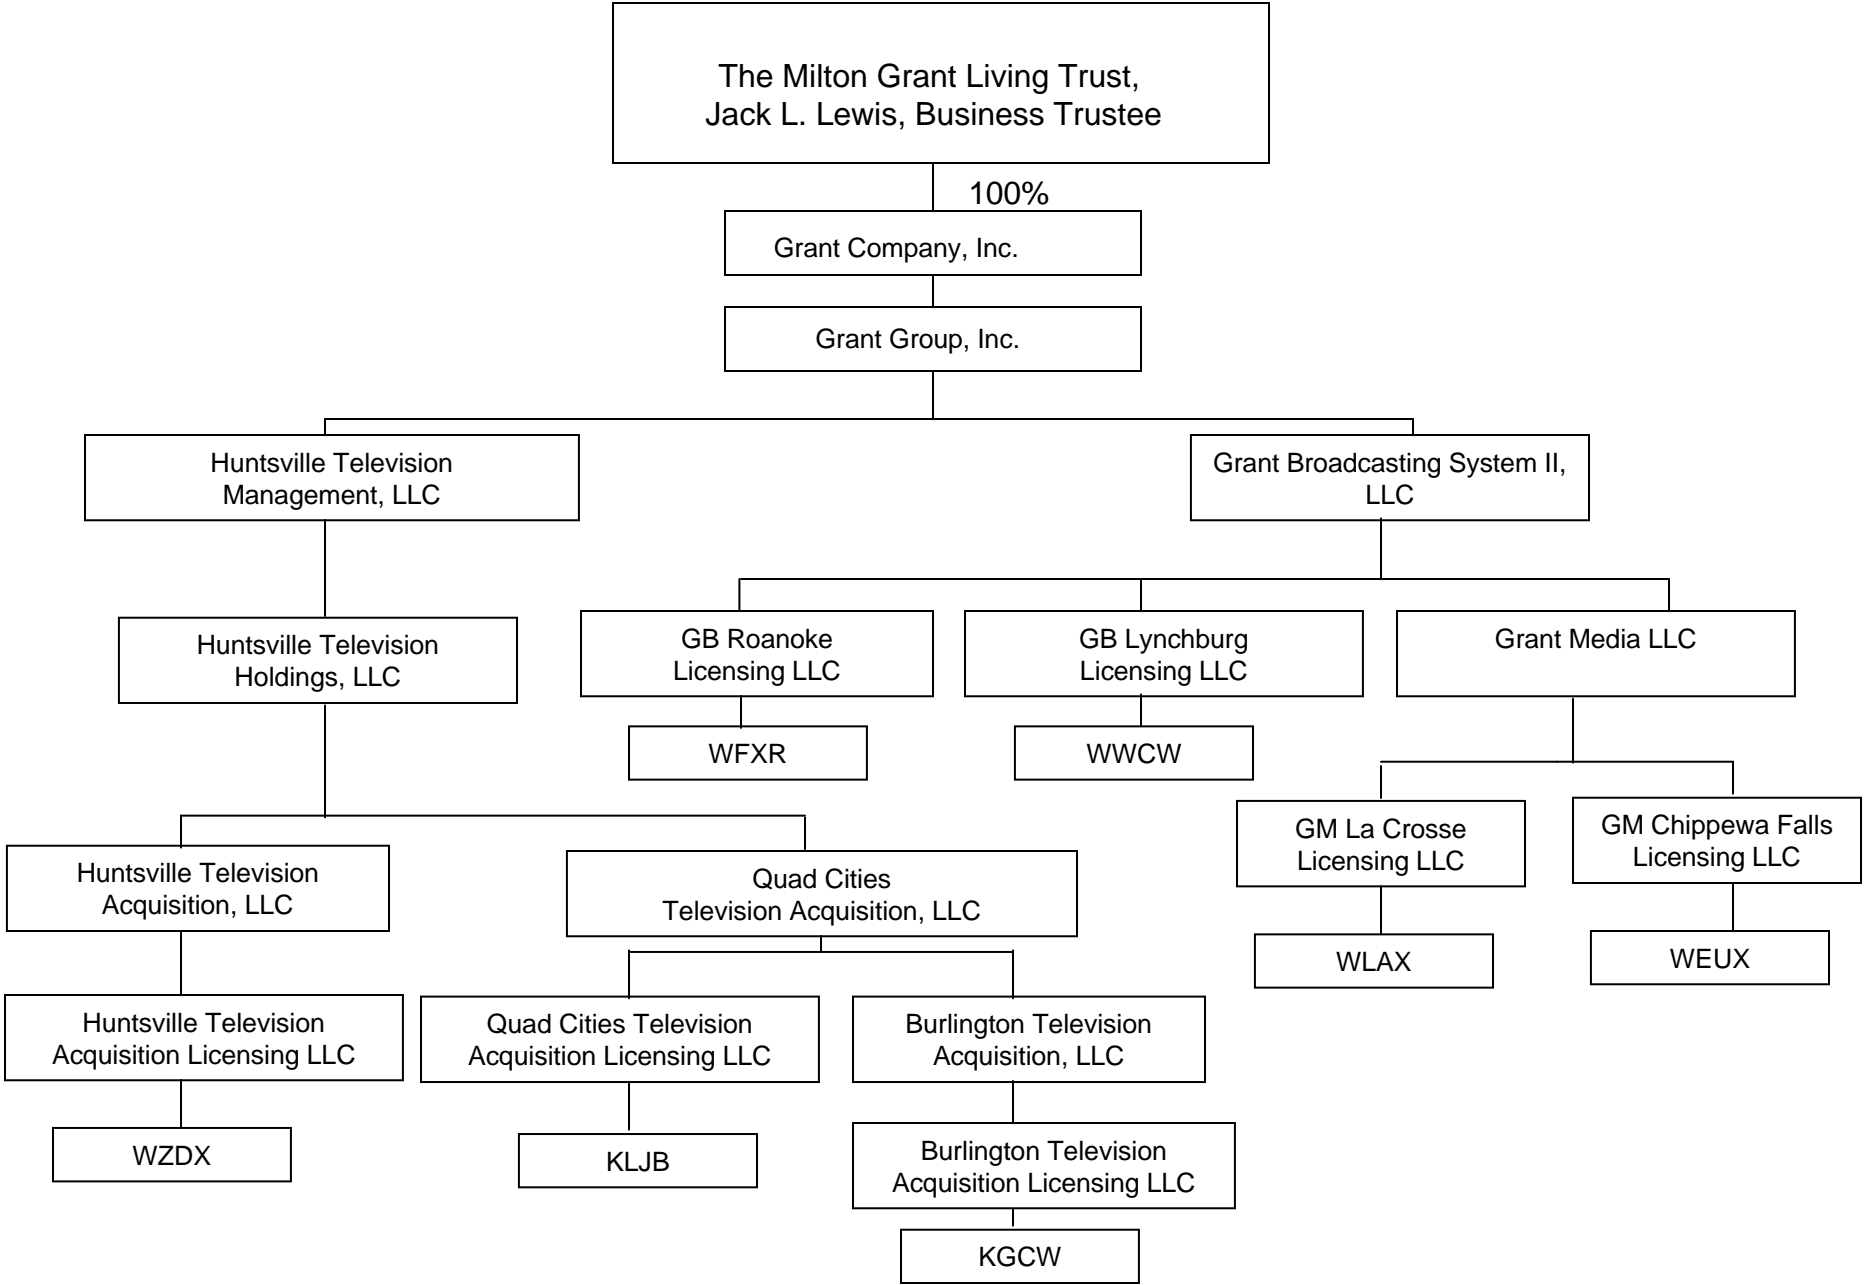 The Milton Grant Living Trust,
Jack L. Lewis, Business Trustee
100%
Grant Company, Inc.
Grant Group, Inc.
Huntsville Television
Management, LLC
Grant Broadcasting System II,
LLC
Huntsville Television
Holdings, LLC
GB Roanoke
Licensing LLC
GB Lynchburg
Licensing LLC
Grant Media LLC
WFXR
WWCW
GM La Crosse
Licensing LLC
GM Chippewa Falls
Licensing LLC
Huntsville Television
Acquisition, LLC
Quad Cities
Television Acquisition, LLC
WLAX
WEUX
Huntsville Television
Acquisition Licensing LLC
Quad Cities Television
Acquisition Licensing LLC
Burlington Television
Acquisition, LLC
WZDX
KLJB
Burlington Television
Acquisition Licensing LLC
KGCW